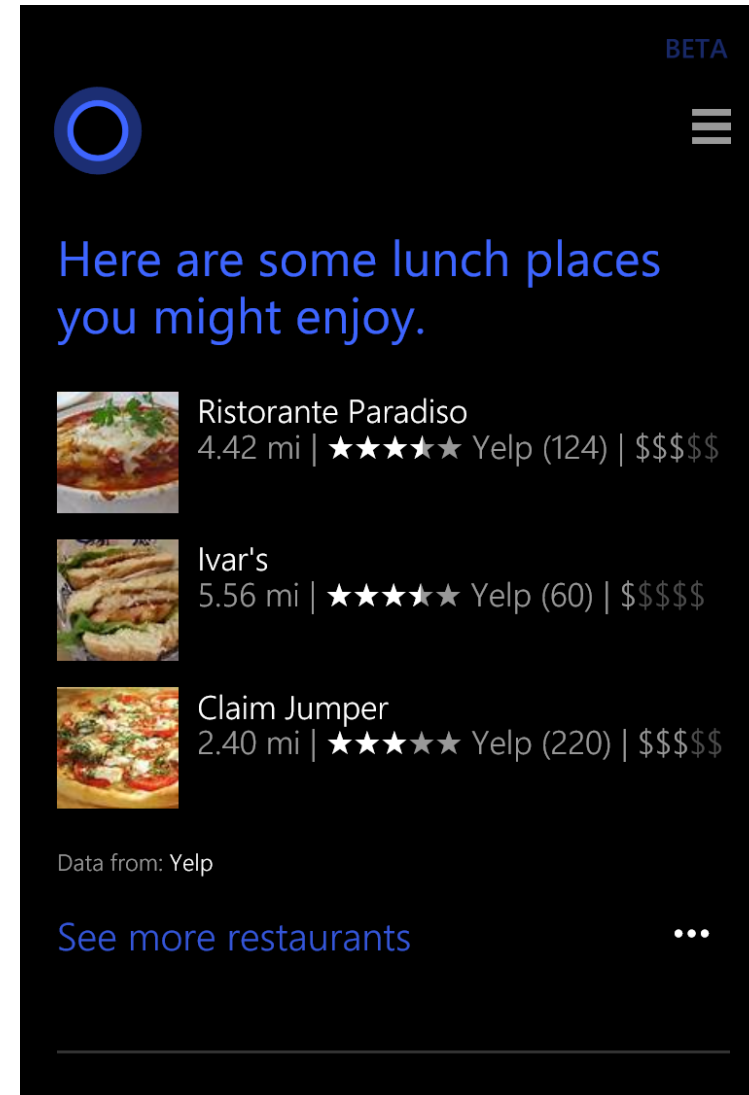 BETA
Here are some lunch places
you might enjoy.
Ristorante Paradiso
4.42 mi | ★★★★★ Yelp (124) | $$$$$
Ivar's
5.56 mi | ★★★★★ Yelp (60) | $$$$$
Claim Jumper
2.40 mi | ★★★★★ Yelp (220) | $$$$$
Data from: Yelp
See more restaurants